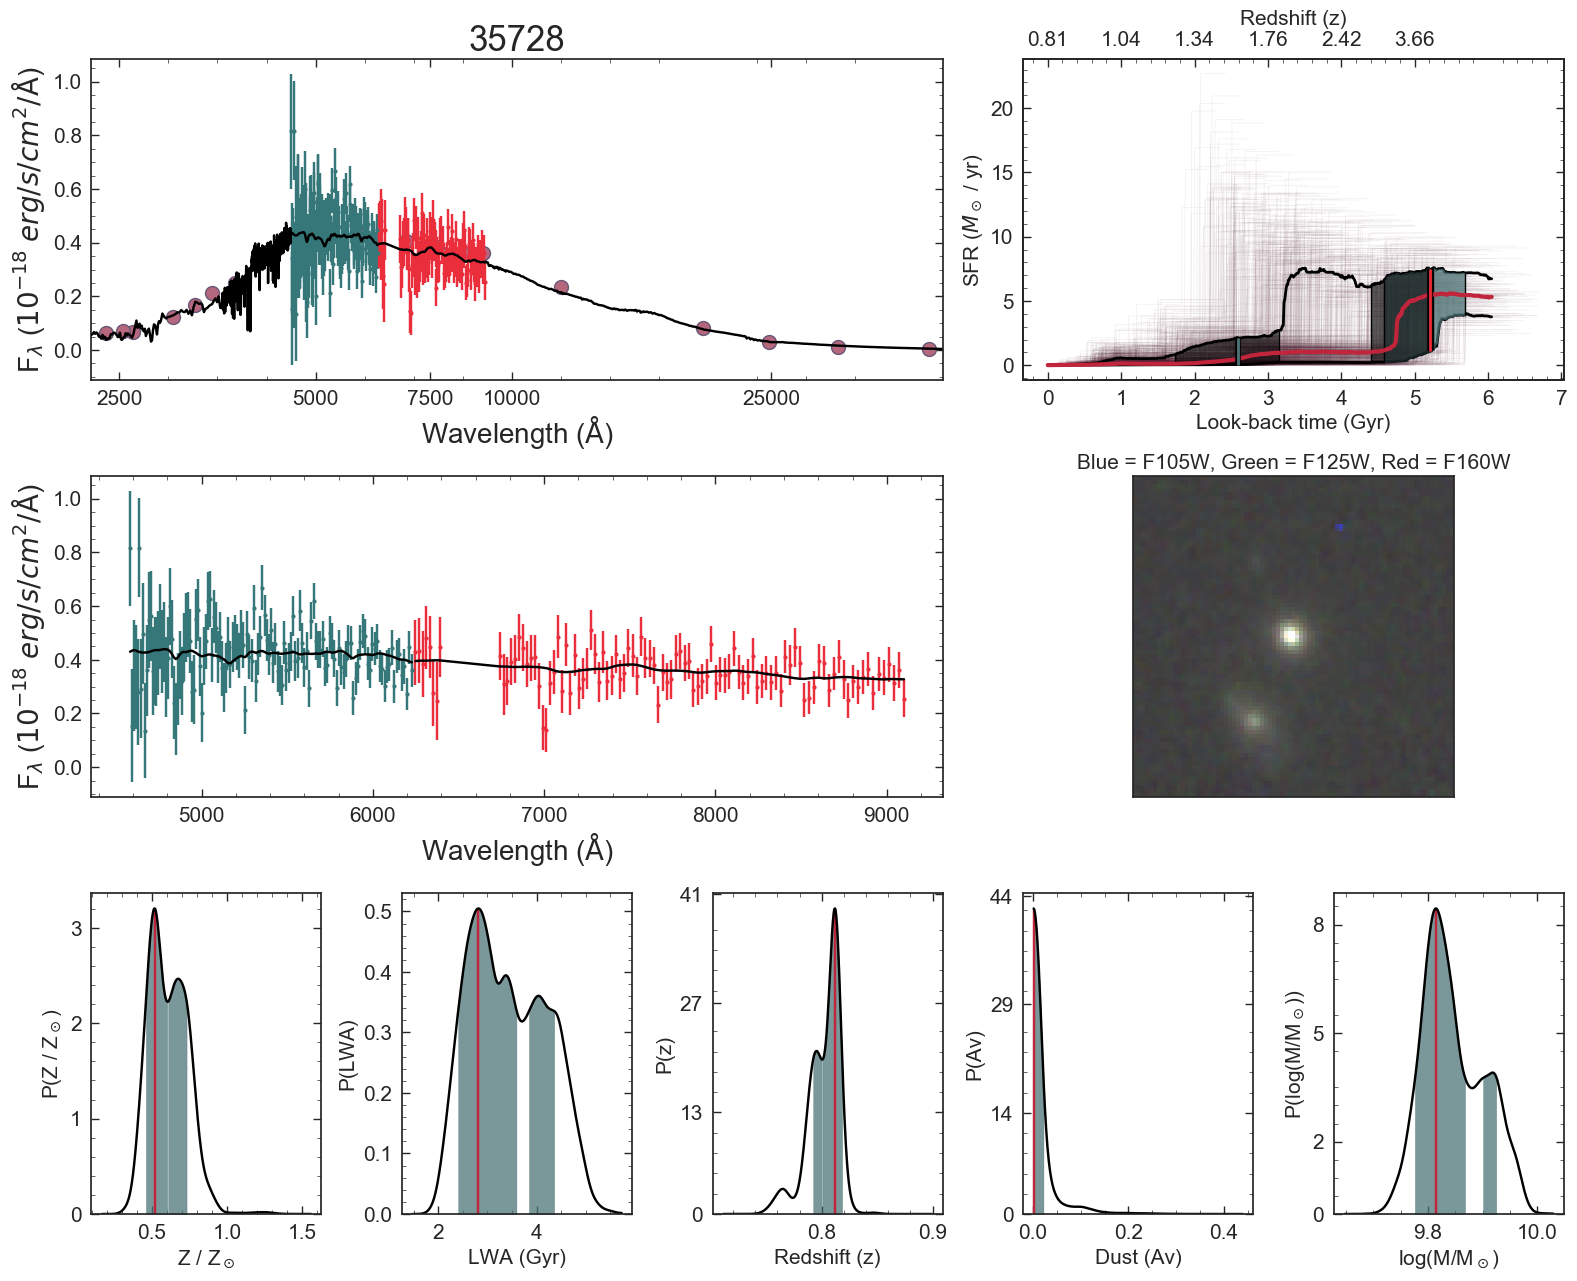 35728
1.0
0.8
0.6
0.4
0.2
0.0
F_λ (10^−18 erg/s/cm^2/Å)
2500 5000 7500 10000 25000
Wavelength (Å)
Redshift (z)
0.81 1.04 1.34 1.76 2.42 3.66
20
15
10
5
0
SFR (M_⊙ / yr)
0 1 2 3 4 5 6 7
Look-back time (Gyr)
1.0
0.8
0.6
0.4
0.2
0.0
F_λ (10^−18 erg/s/cm^2/Å)
5000 6000 7000 8000 9000
Wavelength (Å)
Blue = F105W, Green = F125W, Red = F160W
3
2
1
0
P(Z / Z_⊙)
0.5 1.0 1.5
Z / Z_⊙
0.5
0.4
0.3
0.2
0.1
0.0
P(LWA)
2 4
LWA (Gyr)
41
27
13
0
P(z)
0.8 0.9
Redshift (z)
44
29
14
0
P(Av)
0.0 0.2 0.4
Dust (Av)
8
5
2
0
P(log(M/M_⊙))
9.8 10.0
log(M/M_⊙)